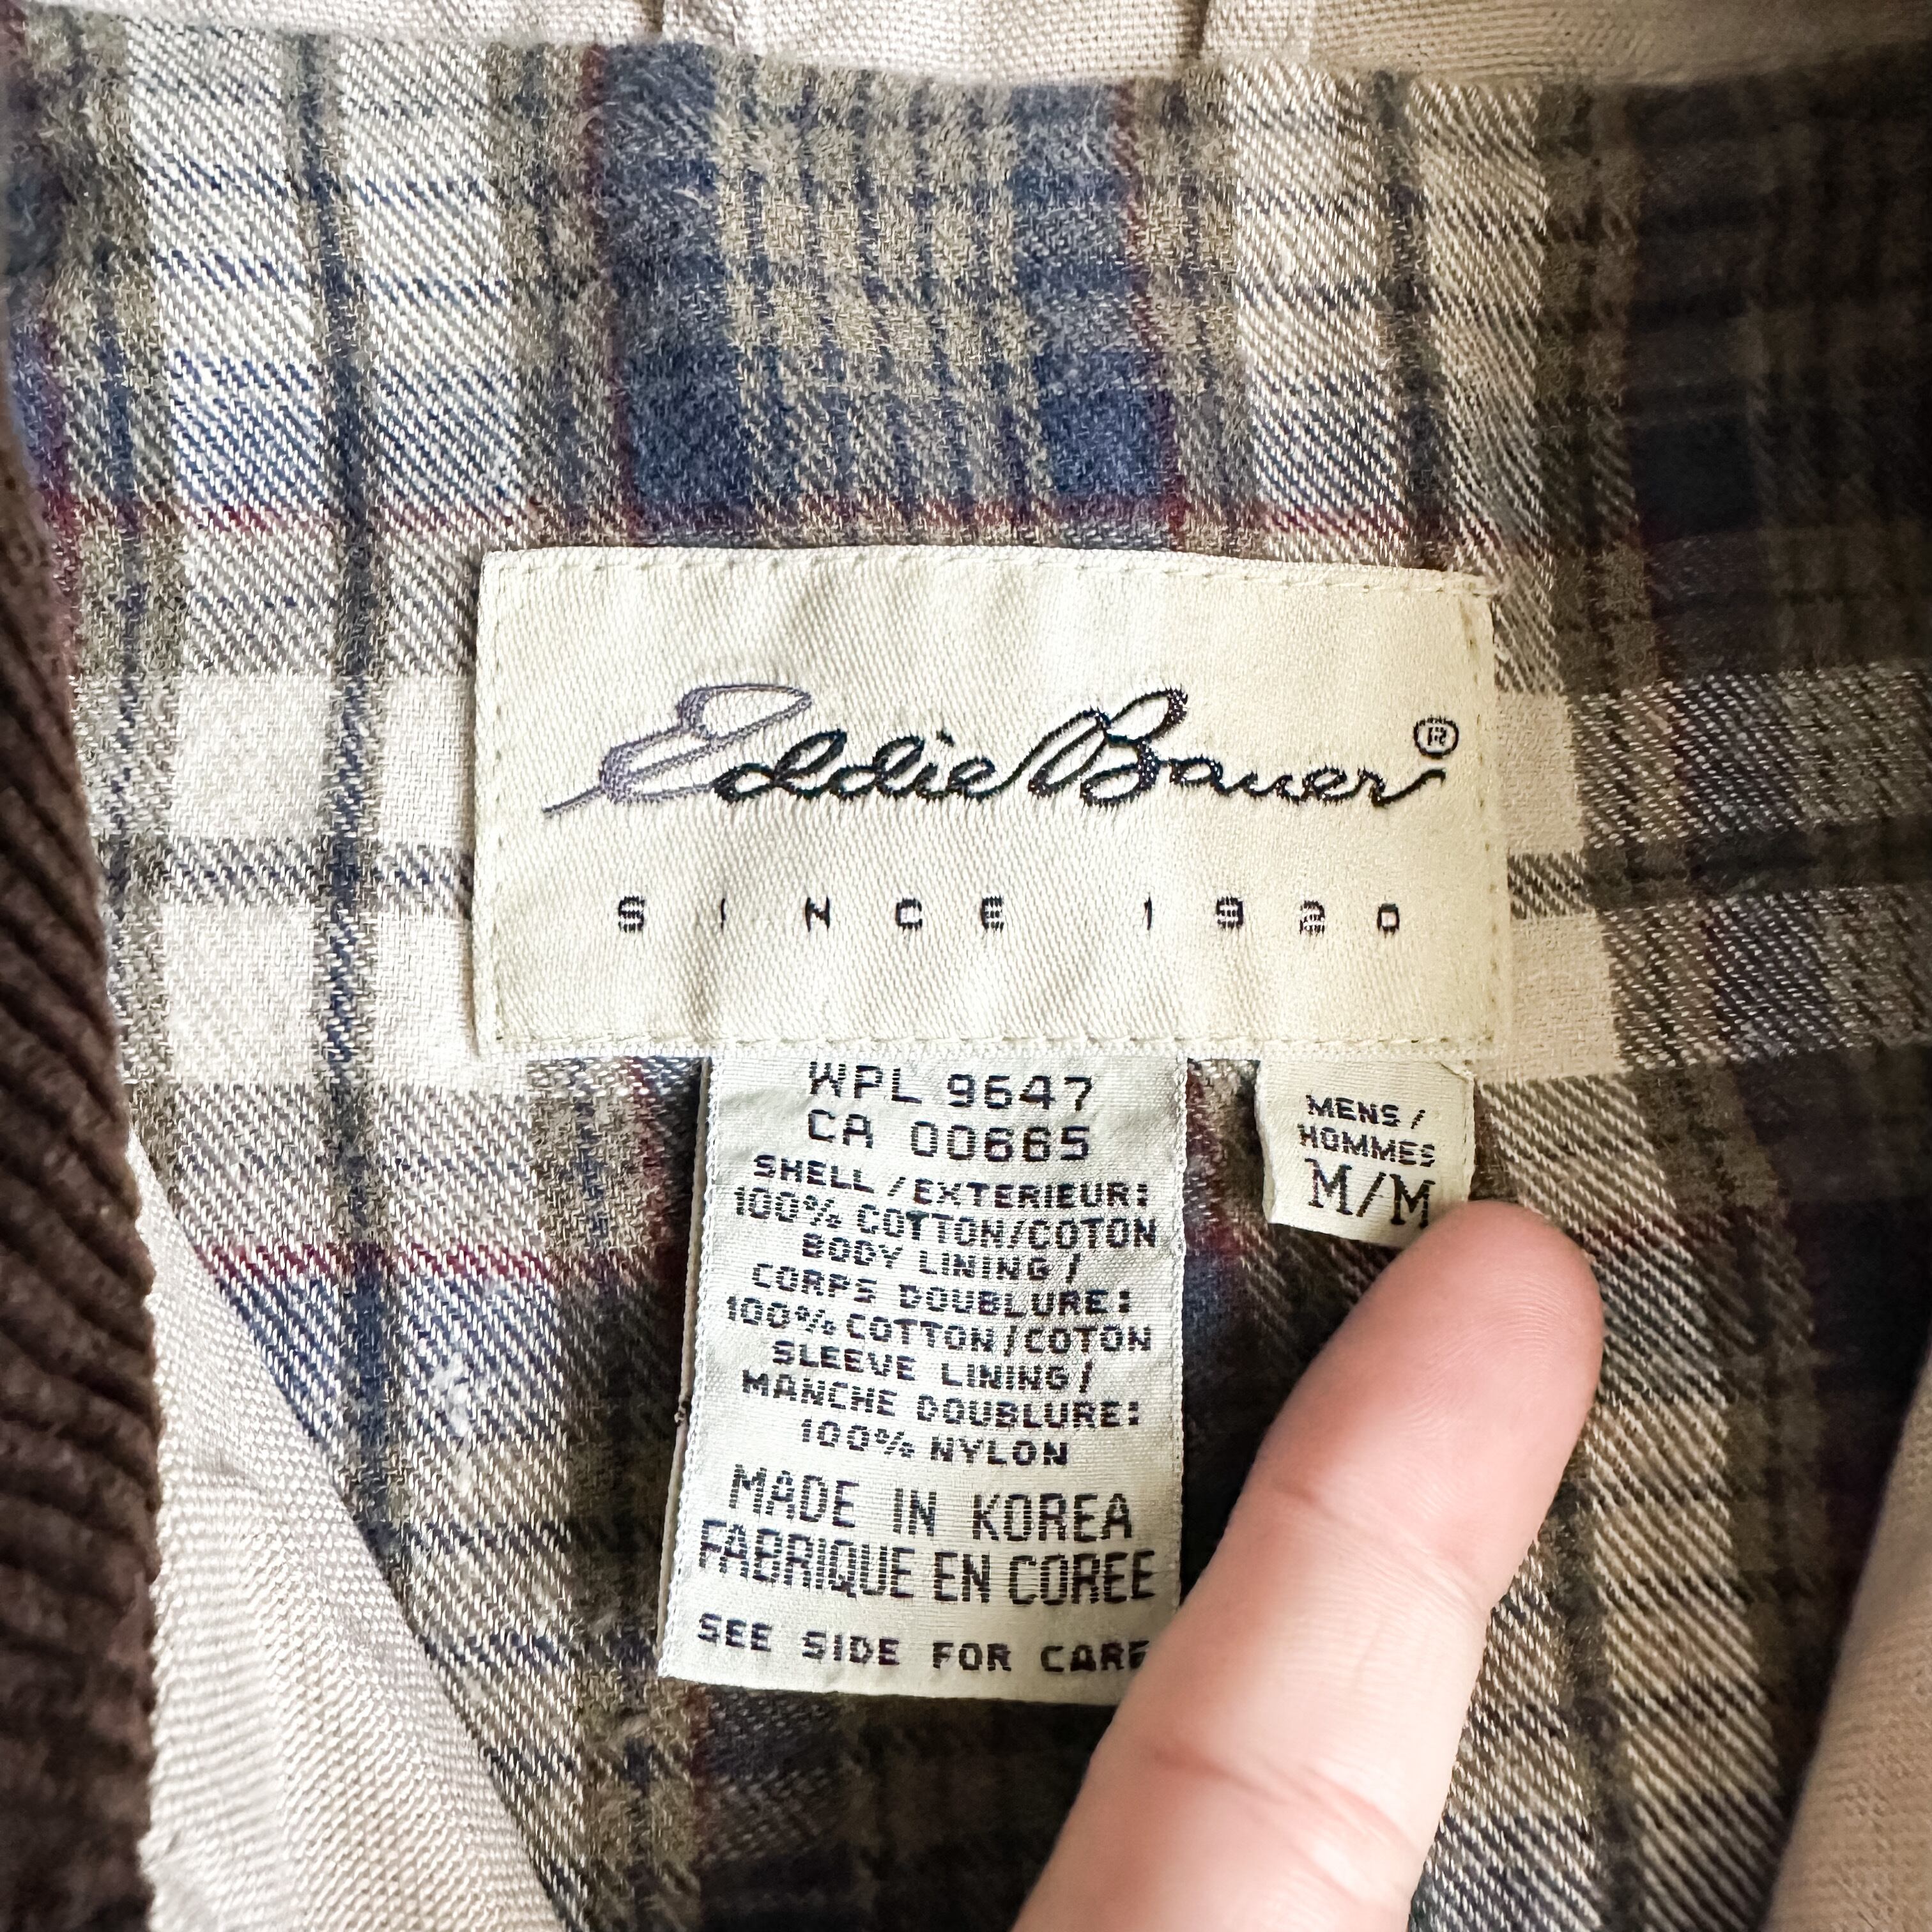 Eddie Bauer®
SINCE 1920
WPL 9647
CA 00665
SHELL/EXTERIEUR:
100% COTTON/COTON
BODY LINING/
CORPS DOUBLURE:
100% COTTON/COTON
SLEEVE LINING/
MANCHE DOUBLURE:
100% NYLON
MADE IN KOREA
FABRIQUE EN COREE
SEE SIDE FOR CARE
MENS/
HOMMES
M/M